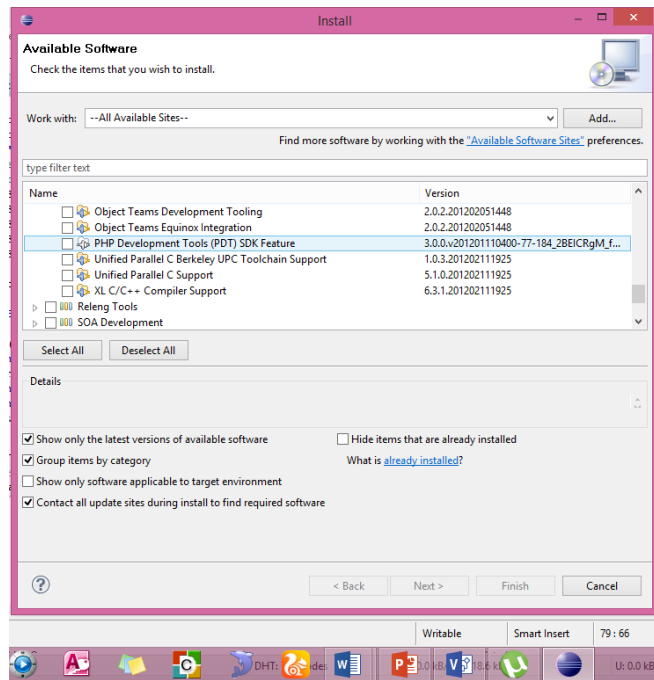 Install
Available Software
Check the items that you wish to install.
Work with: --All Available Sites-- Add...
Find more software by working with the "Available Software Sites" preferences.
type filter text
Name Version
Object Teams Development Tooling 2.0.2.201202051448
Object Teams Equinox Integration 2.0.2.201202051448
PHP Development Tools (PDT) SDK Feature 3.0.0.v201201110400-77-184_2BEICRgM_f...
Unified Parallel C Berkeley UPC Toolchain Support 1.0.3.201202111925
Unified Parallel C Support 5.1.0.201202111925
XL C/C++ Compiler Support 6.3.1.201202111925
Releng Tools
SOA Development
Select All Deselect All
Details
Show only the latest versions of available software Hide items that are already installed
Group items by category What is already installed?
Show only software applicable to target environment
Contact all update sites during install to find required software
< Back Next > Finish Cancel
Writable Smart Insert 79 : 66
DHT: U: 0.0 kB